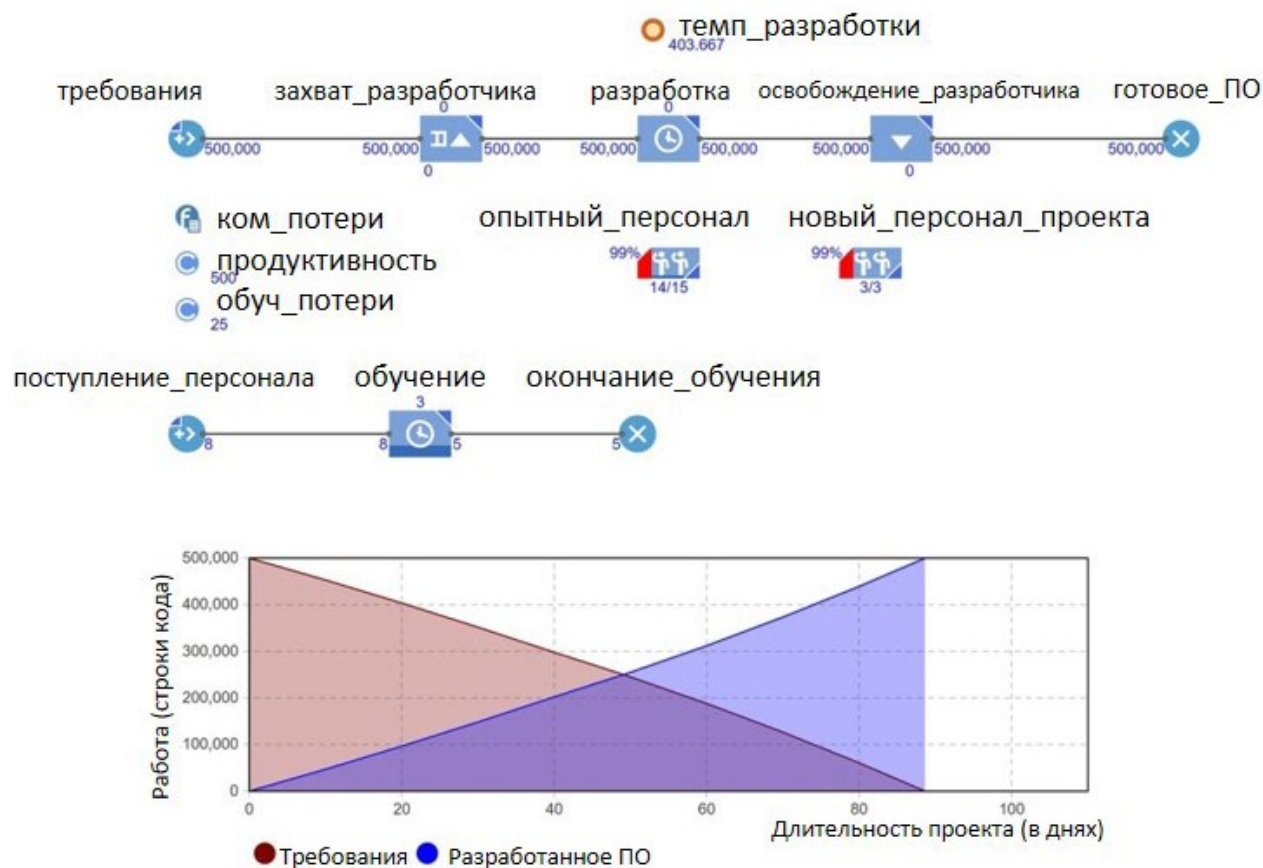 темп_разработки
403.667
требования захват_разработчика разработка освобождение_разработчика готовое_ПО
0 0
500,000 500,000 500,000 500,000 500,000 500,000 500,000 500,000
0 0
ком_потери
опытный_персонал новый_персонал_проекта
продуктивность
500
99% 99%
14/15 3/3
обуч_потери
25
поступление_персонала обучение окончание_обучения
3
8 8 5 5
500,000
400,000
300,000
200,000
100,000
0
Работа (строки кода)
0 20 40 60 80 100
Длительность проекта (в днях)
Требования Разработанное ПО